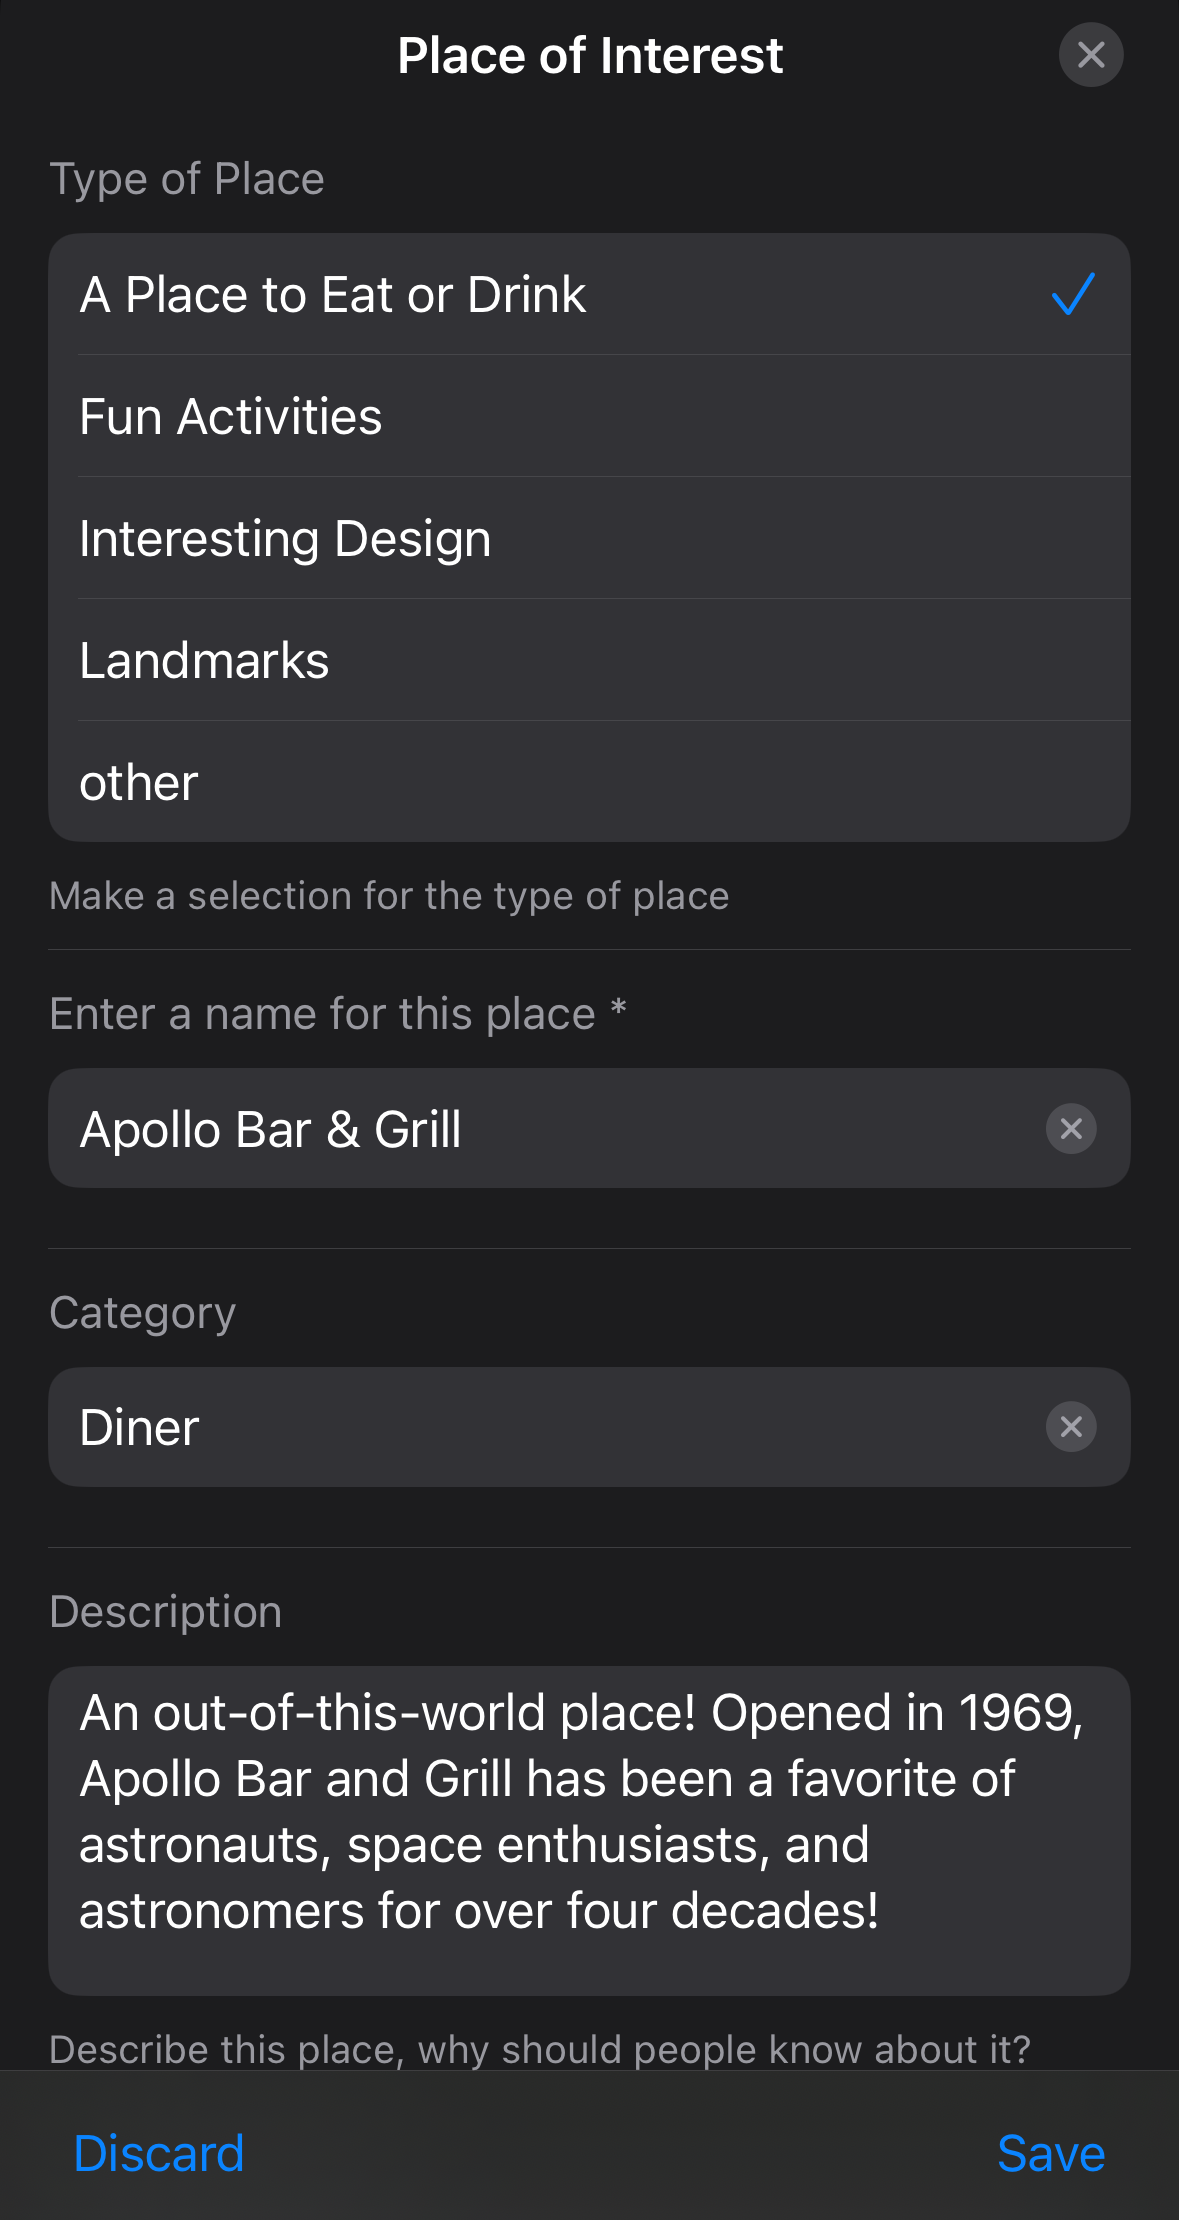 Place of Interest
Type of Place
A Place to Eat or Drink
Fun Activities
Interesting Design
Landmarks
other
Make a selection for the type of place
Enter a name for this place *
Apollo Bar & Grill
Category
Diner
Description
An out-of-this-world place! Opened in 1969,
Apollo Bar and Grill has been a favorite of
astronauts, space enthusiasts, and
astronomers for over four decades!
Describe this place, why should people know about it?
Discard
Save